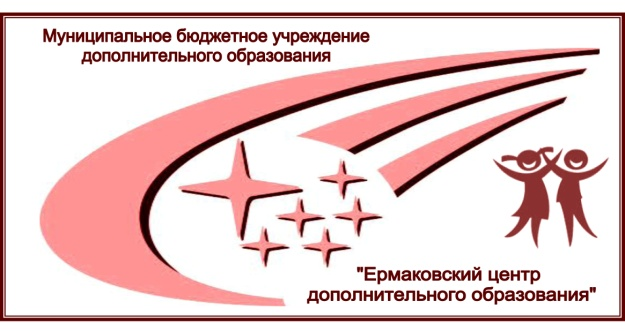 Муниципальное бюджетное учреждение
дополнительного образования
"Ермаковский центр
дополнительного образования"